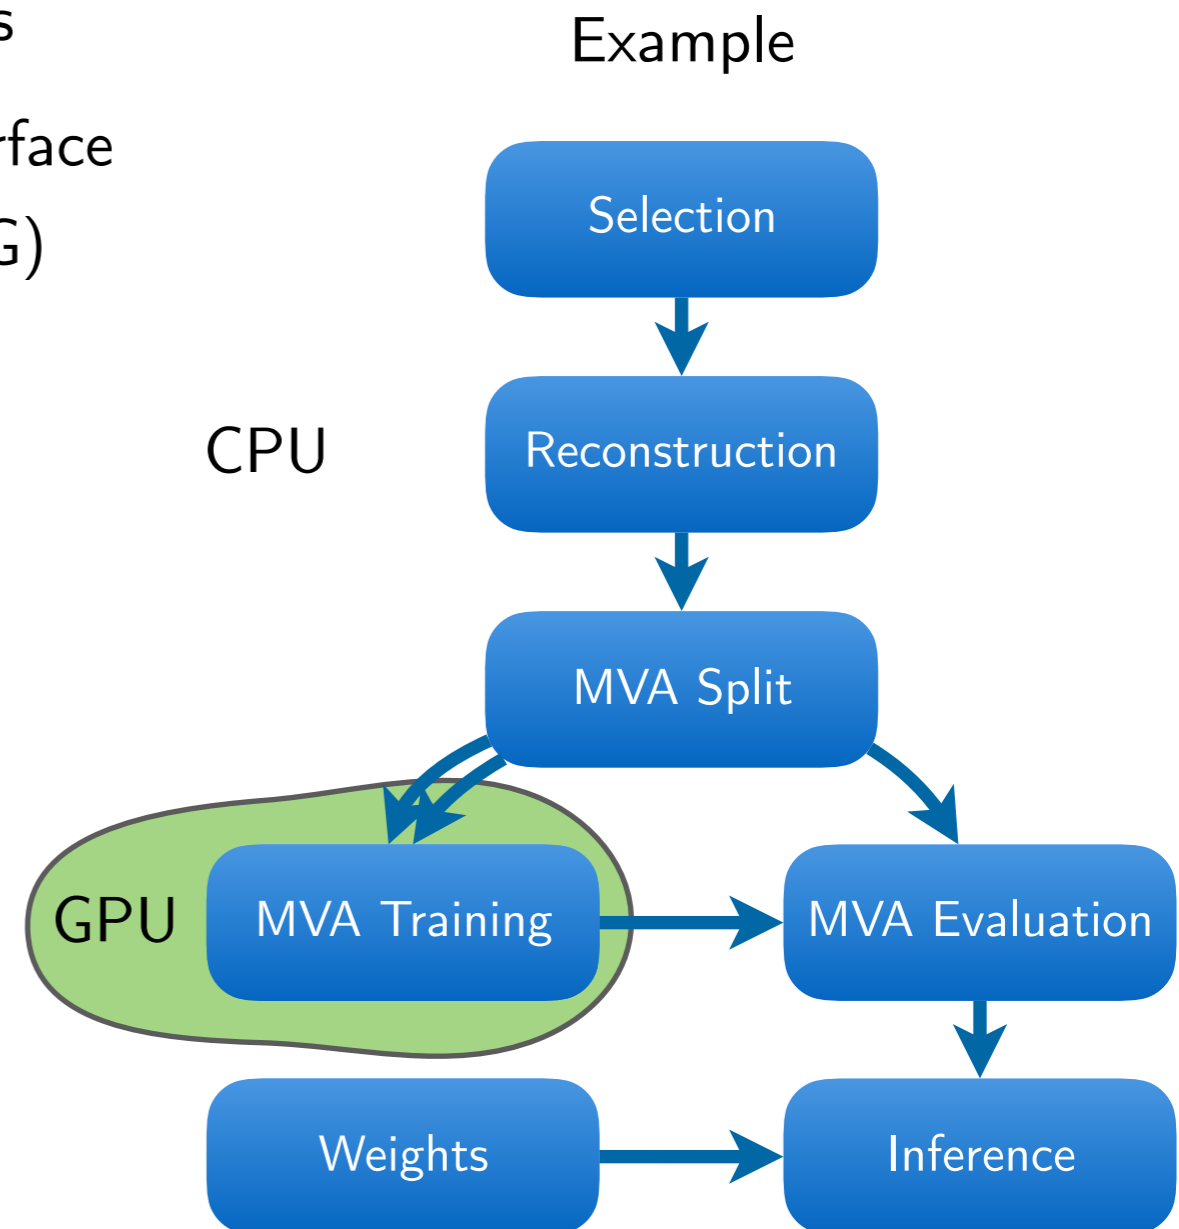 s
Example
rface
G)
Selection
CPU
Reconstruction
MVA Split
GPU
MVA Training
MVA Evaluation
Weights
Inference